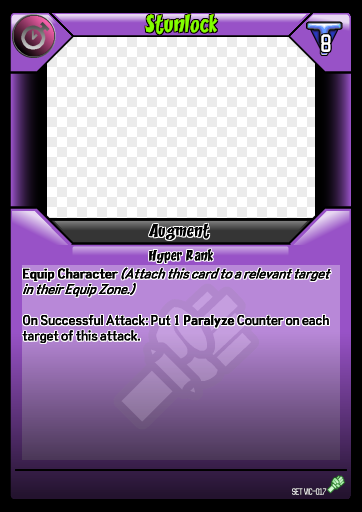 Stunlock
8
Augment
Hyper Rank
Equip Character (Attach this card to a relevant target
in their Equip Zone.)
On Successful Attack: Put 1 Paralyze Counter on each
target of this attack.
SET VIC-017